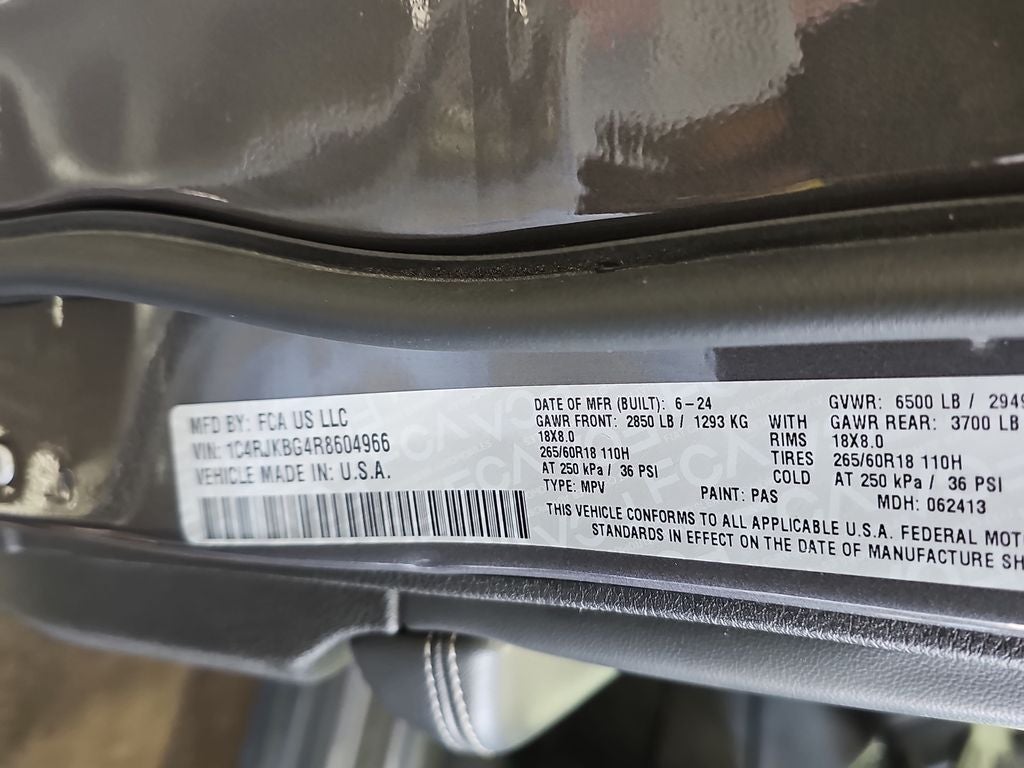 MFD BY: FCA US LLC
VIN: 1C4RJKBG4R8604966
VEHICLE MADE IN: U.S.A.
DATE OF MFR (BUILT): 6-24
GAWR FRONT: 2850 LB / 1293 KG
18X8.0
265/60R18 110H
AT 250 kPa / 36 PSI
TYPE: MPV
WITH
RIMS
TIRES
COLD
GVWR: 6500 LB / 2949
GAWR REAR: 3700 LB
18X8.0
265/60R18 110H
AT 250 kPa / 36 PSI
PAINT: PAS
MDH: 062413
THIS VEHICLE CONFORMS TO ALL APPLICABLE U.S.A. FEDERAL
STANDARDS IN EFFECT ON THE DATE OF MANUFACTURE